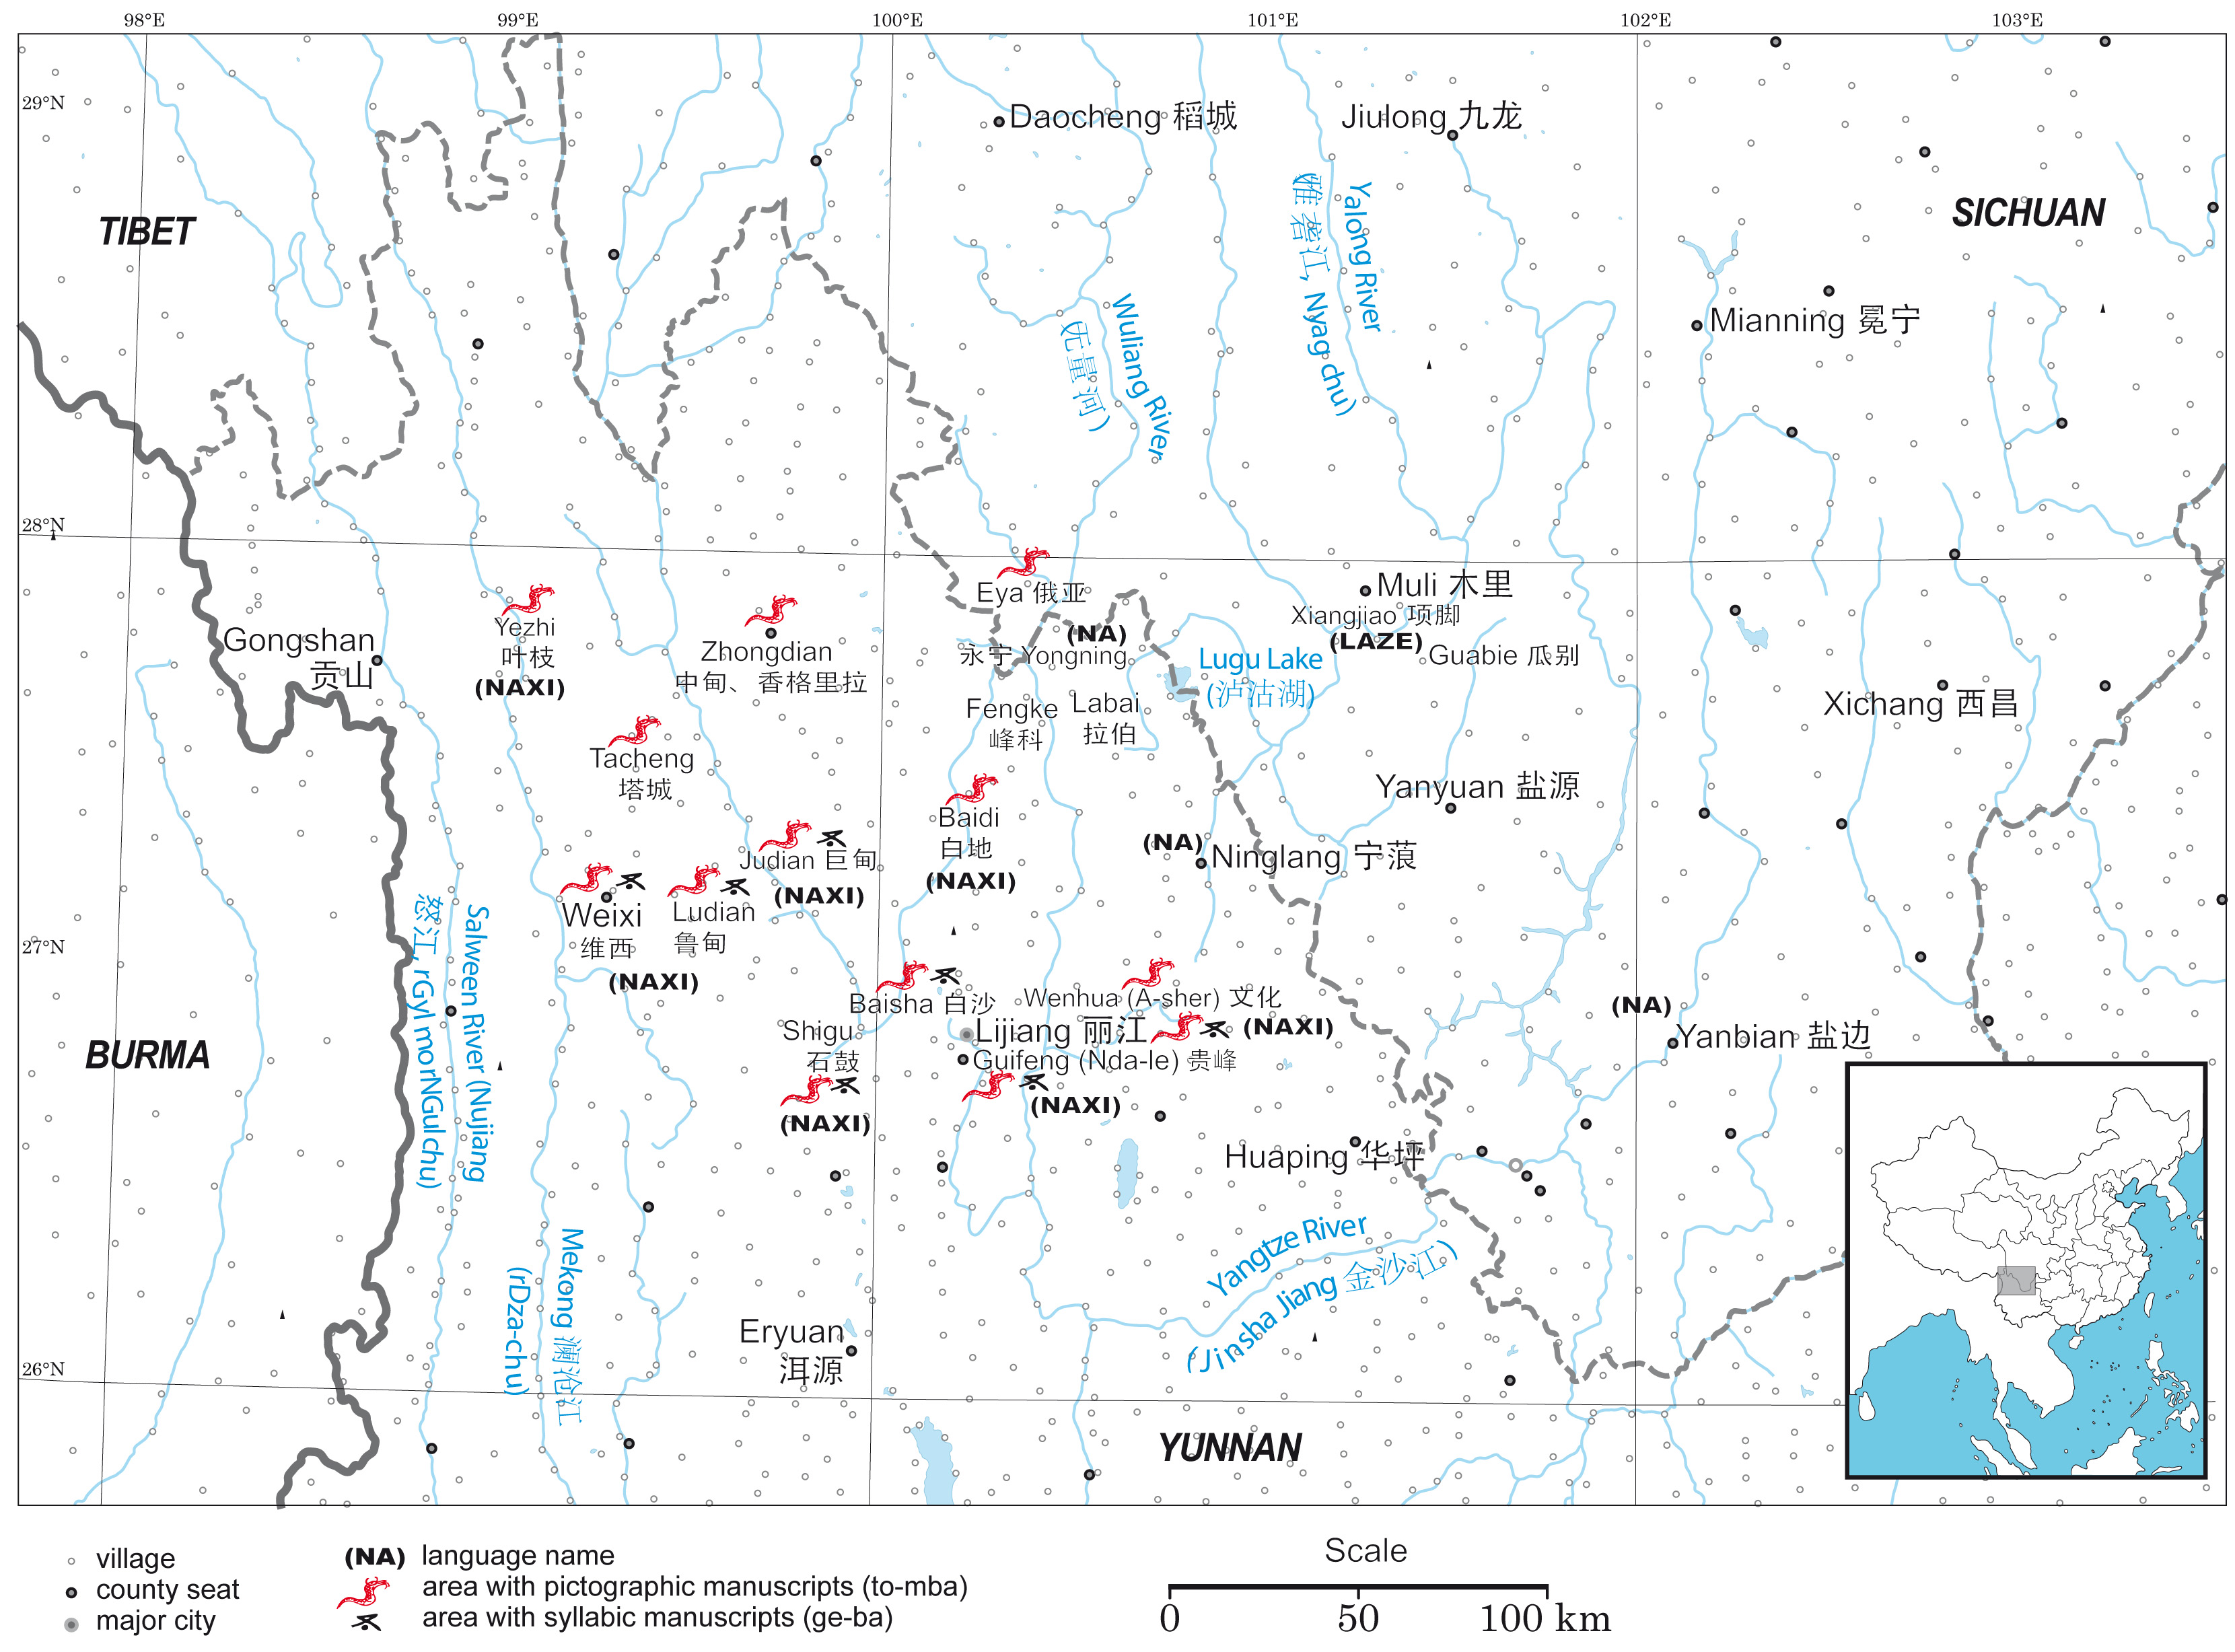 98°E
99°E
100°E
101°E
102°E
103°E
29°N
28°N
27°N
26°N
Daocheng 稻城
Jiulong 九龙
TIBET
SICHUAN
Yalong River
(雅砻江, Nyag chu)
Wuliang River
(无量河)
Mianning 冕宁
Eya 俄亚
Muli 木里
Xiangjiao 项脚
(LAZE)
Guabie 瓜别
(NA)
永宁 Yongning
Lugu Lake
(泸沽湖)
Gongshan
贡山
Yezhi
叶枝
(NAXI)
Zhongdian
中甸、香格里拉
Fengke
峰科
Labai
拉伯
Xichang 西昌
Tacheng
塔城
Yanyuan 盐源
Baidi
白地
(NAXI)
Judian 巨甸
(NAXI)
(NA)
Ninglang 宁蒗
Weixi
维西
Ludian
鲁甸
(NAXI)
Salween River (Nujiang
怒江, rGyl morNGul chu)
Baisha 白沙
Wenhua (A-sher) 文化
Lijiang 丽江
(NAXI)
(NA)
Yanbian 盐边
BURMA
Shigu
石鼓
(NAXI)
Guifeng (Nda-le) 贵峰
(NAXI)
Huaping 华坪
Mekong 澜沧江
(rDza-chu)
Yangtze River
(Jinsha Jiang 金沙江)
Eryuan
洱源
YUNNAN
village
county seat
major city
(NA) language name
area with pictographic manuscripts (to-mba)
area with syllabic manuscripts (ge-ba)
Scale
0 50 100 km